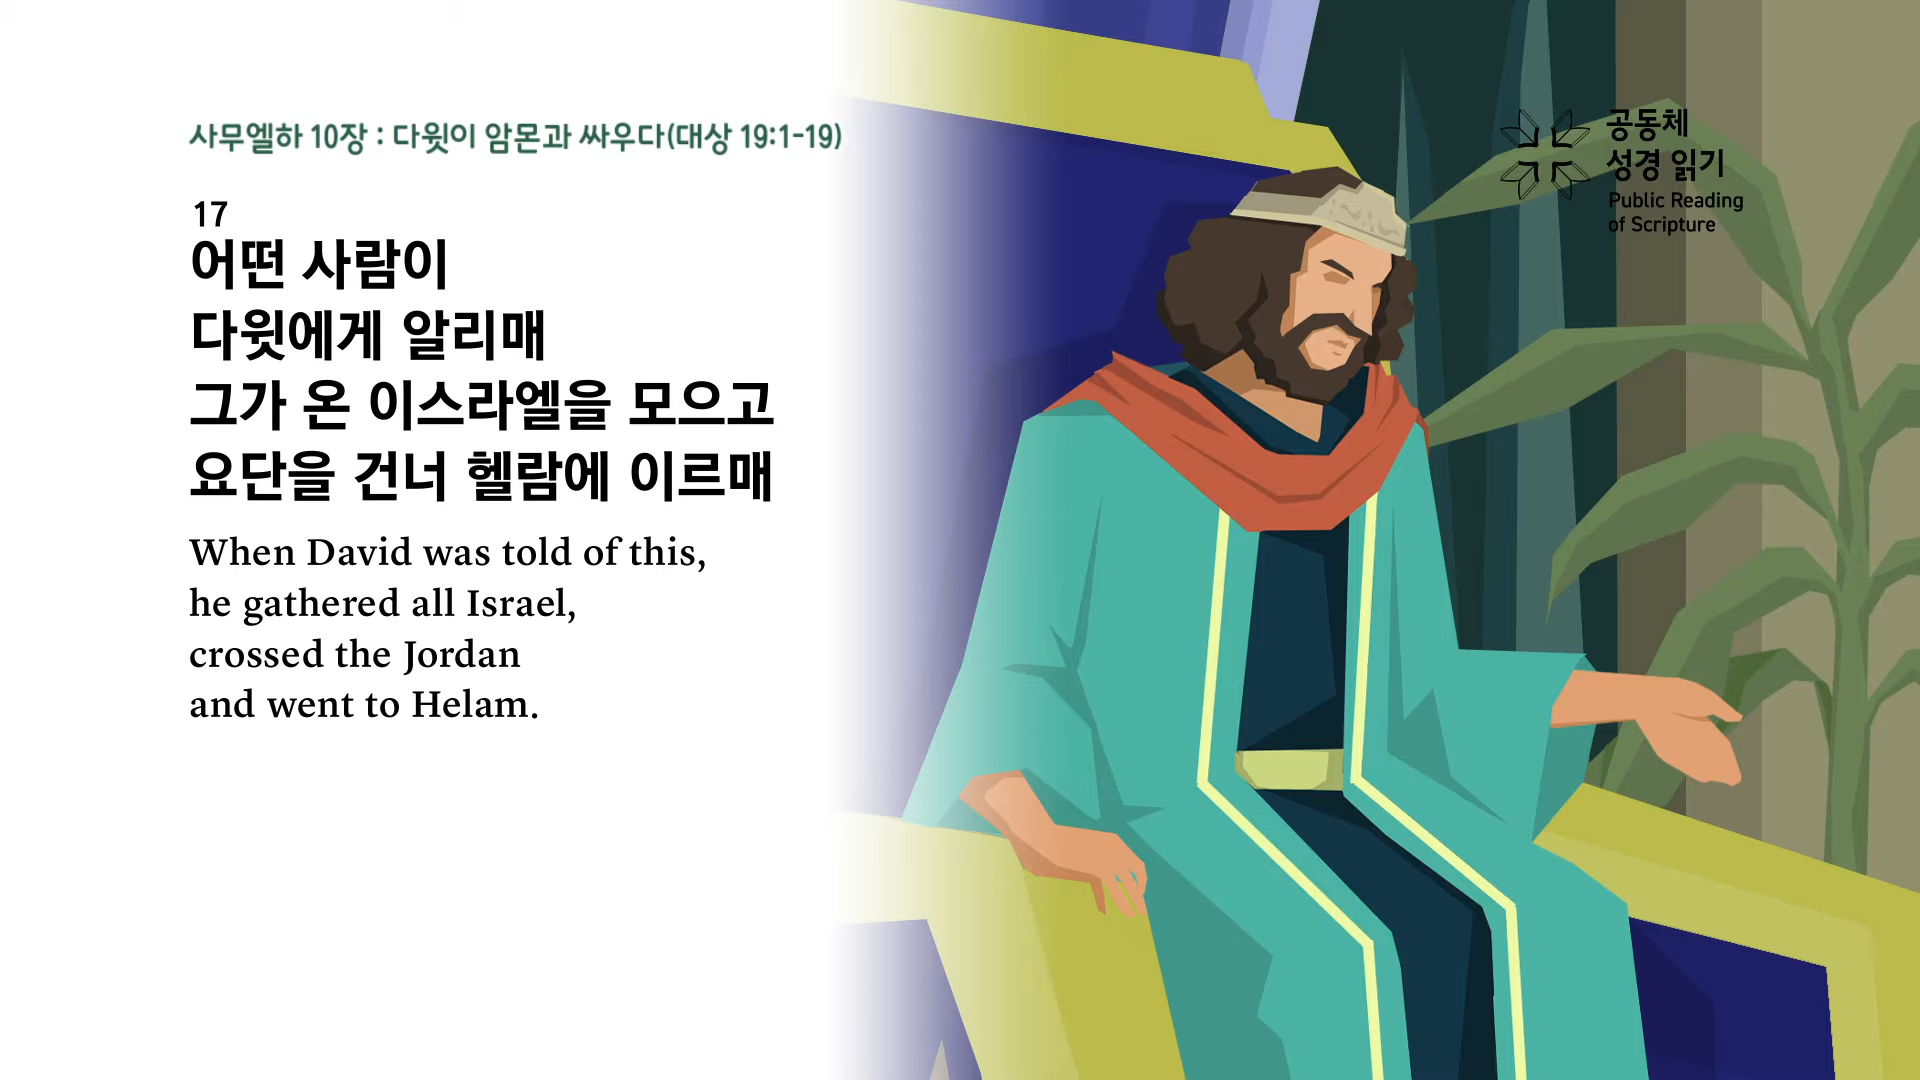 사무엘하 10장 : 다윗이 암몬과 싸우다(대상 19:1-19)
17
어떤 사람이
다윗에게 알리매
그가 온 이스라엘을 모으고
요단을 건너 헬람에 이르매
When David was told of this,
he gathered all Israel,
crossed the Jordan
and went to Helam.
공동체
성경 읽기
Public Reading
of Scripture